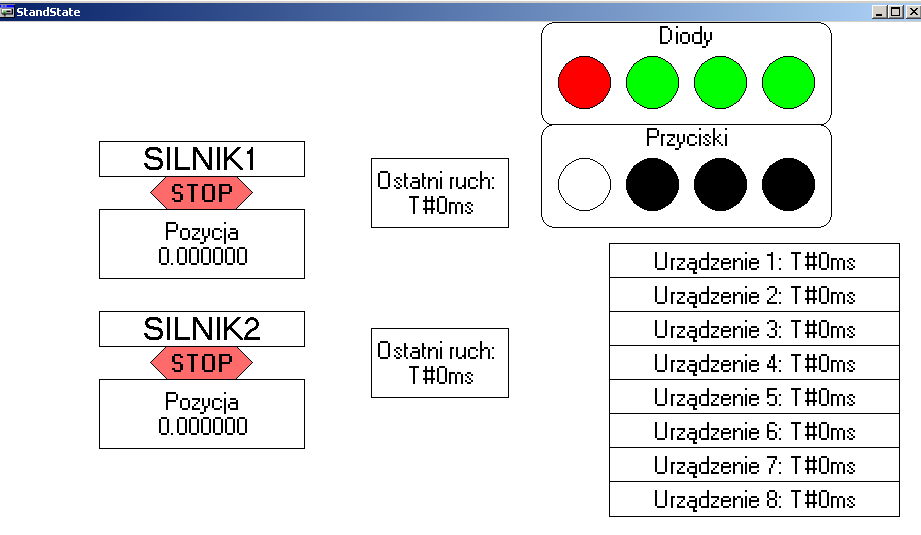 StandState
Diody
Przyciski
SILNIK1
STOP
Pozycja
0.000000
Ostatni ruch:
T#0ms
SILNIK2
STOP
Pozycja
0.000000
Ostatni ruch:
T#0ms
Urządzenie 1: T#0ms
Urządzenie 2: T#0ms
Urządzenie 3: T#0ms
Urządzenie 4: T#0ms
Urządzenie 5: T#0ms
Urządzenie 6: T#0ms
Urządzenie 7: T#0ms
Urządzenie 8: T#0ms